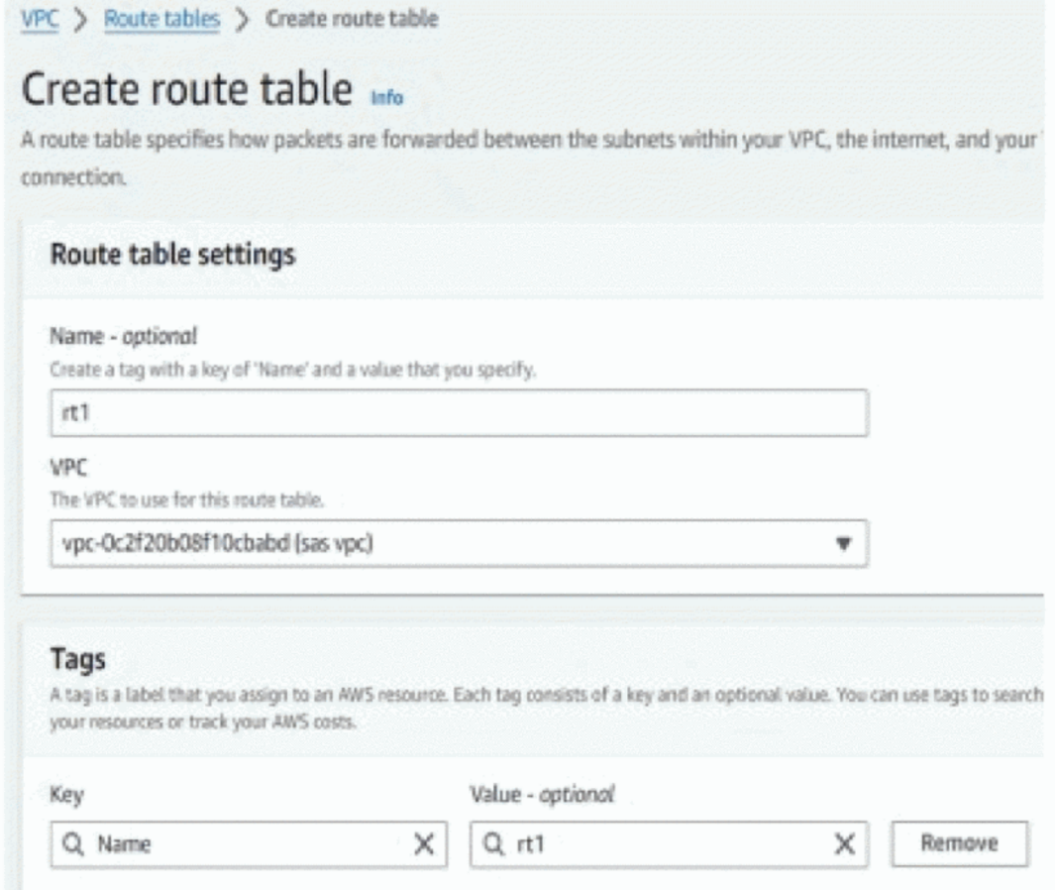 VPC > Route tables > Create route table
Create route table Info
A route table specifies how packets are forwarded between the subnets within your VPC, the internet, and your
connection.
Route table settings
Name - optional
Create a tag with a key of 'Name' and a value that you specify.
rt1
VPC
The VPC to use for this route table.
vpc-0c2f20b08f10cbabd (sas vpc)
Tags
A tag is a label that you assign to an AWS resource. Each tag consists of a key and an optional value. You can use tags to search
your resources or track your AWS costs.
Key Value - optional
Name rt1 Remove